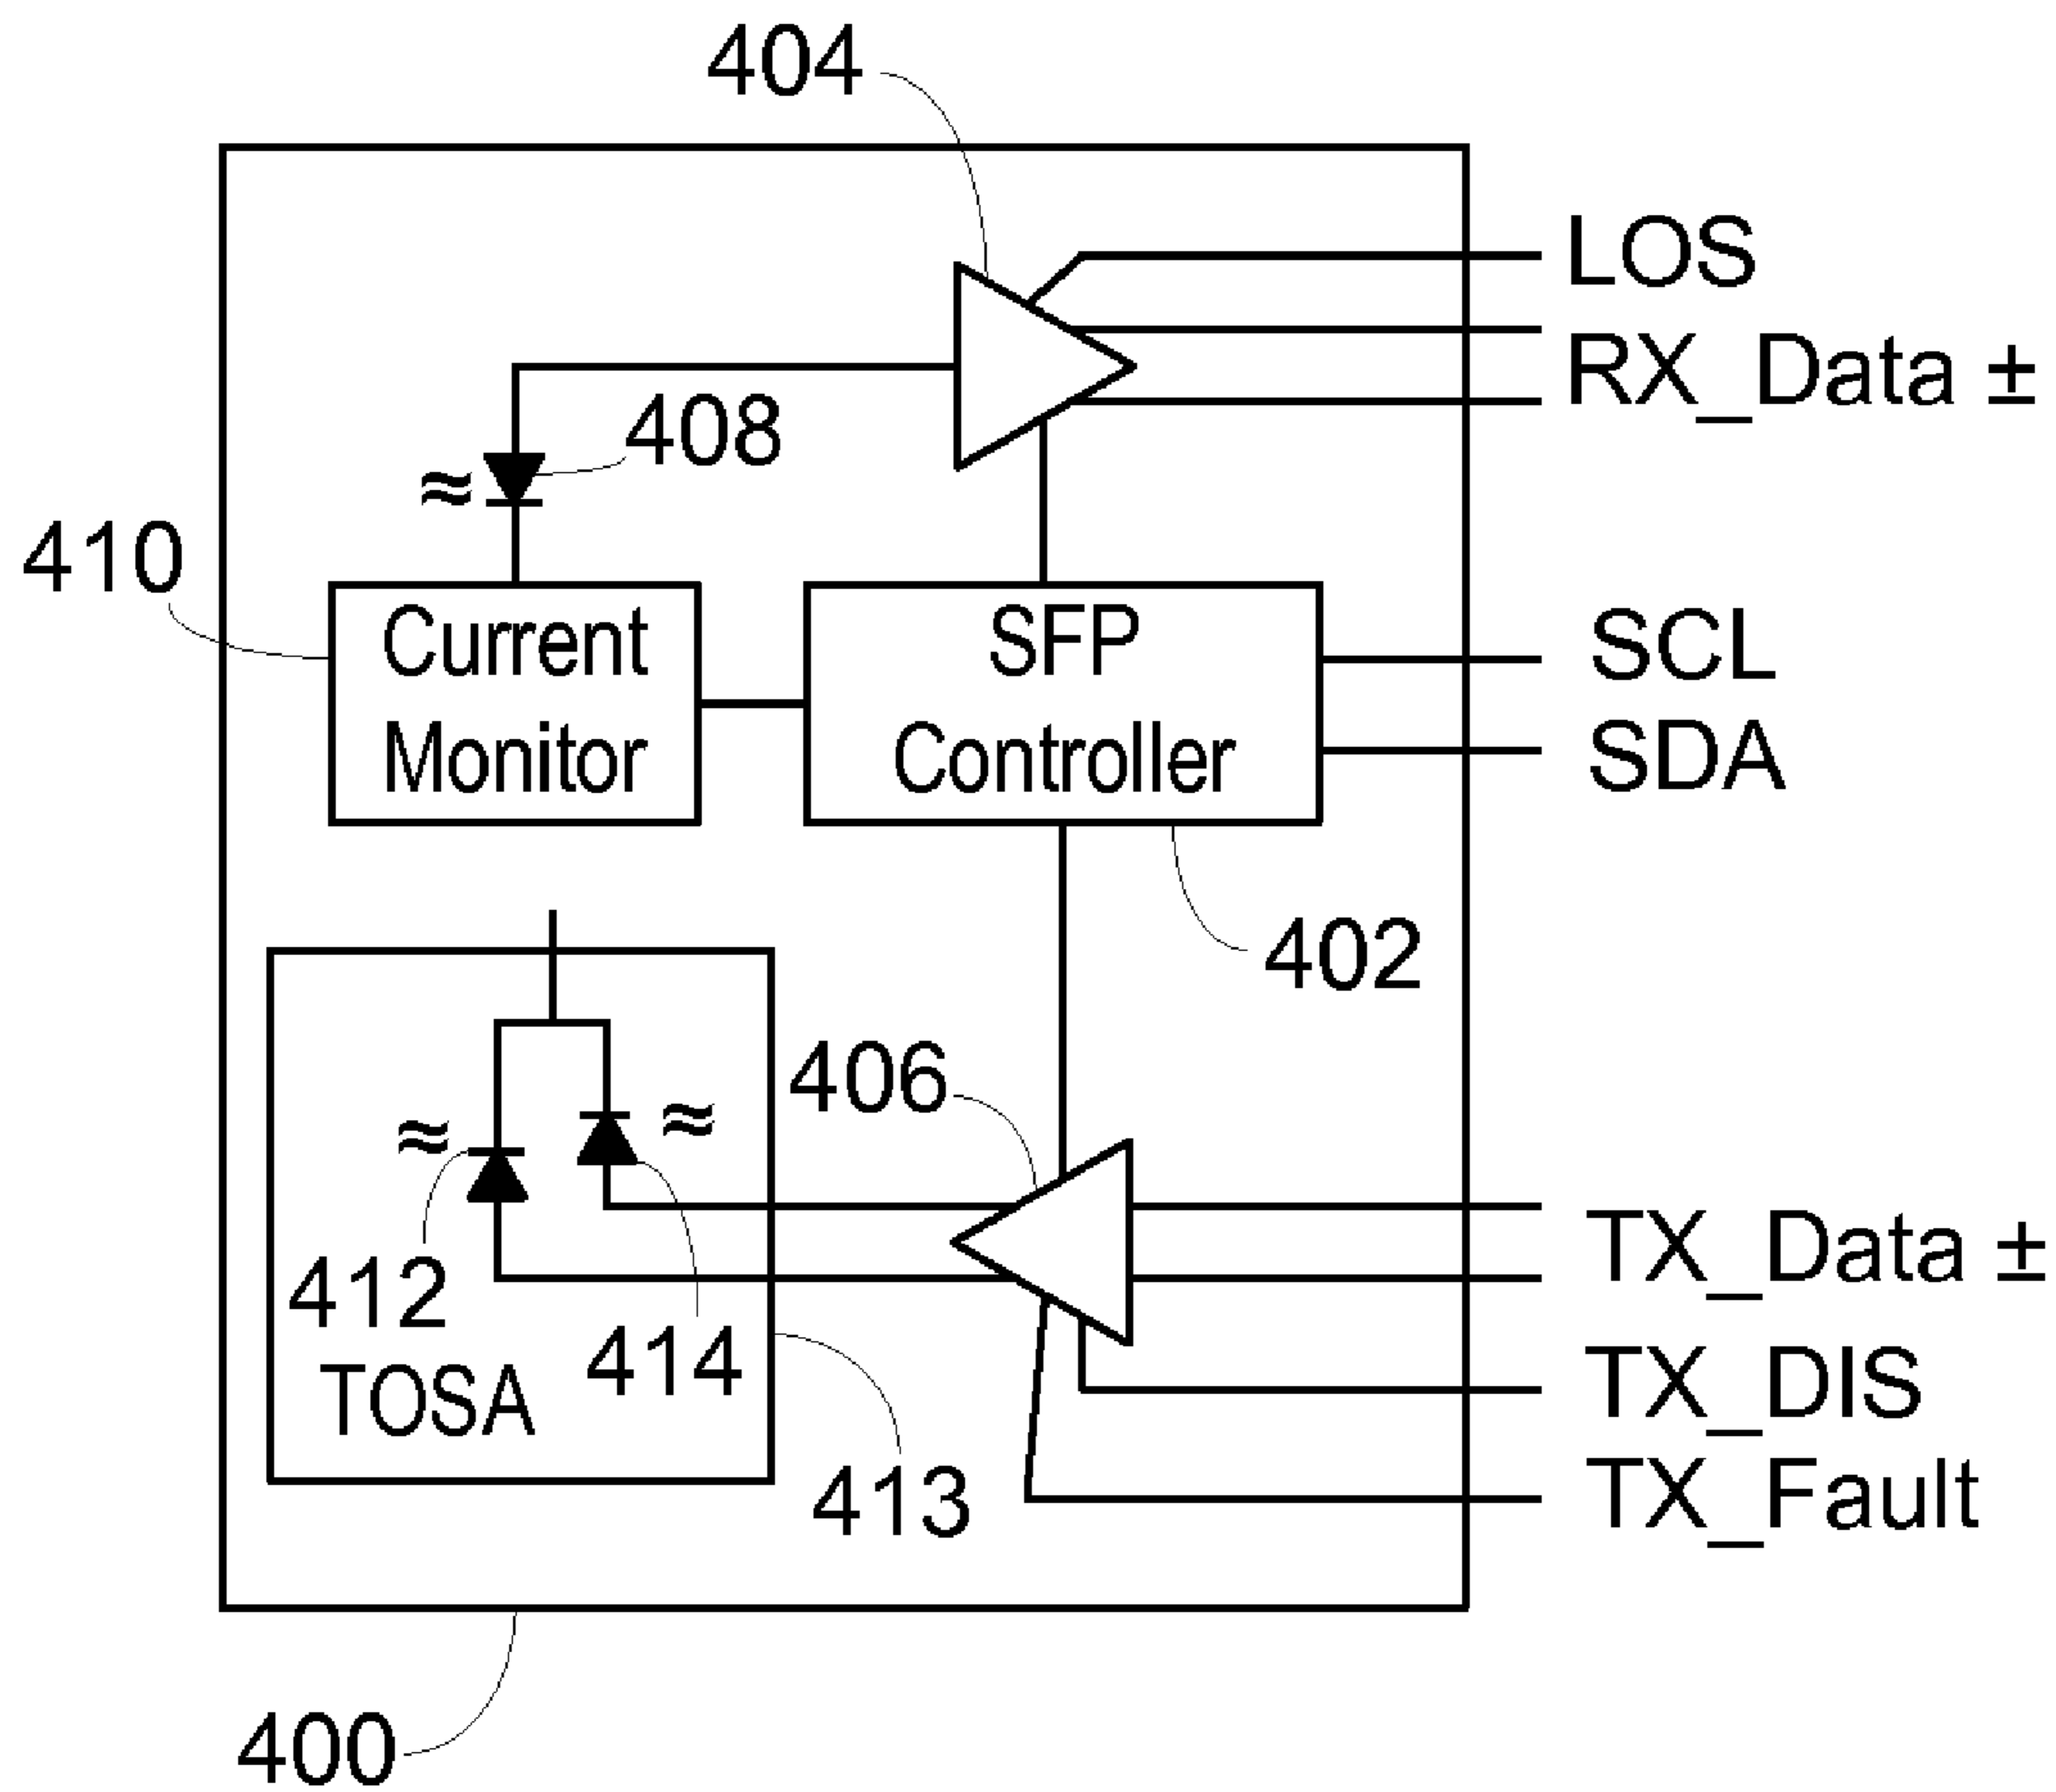 404
LOS
RX_Data ±
408
410
Current
Monitor
SFP
Controller
SCL
SDA
402
406
412
414
TOSA
413
TX_Data ±
TX_DIS
TX_Fault
400